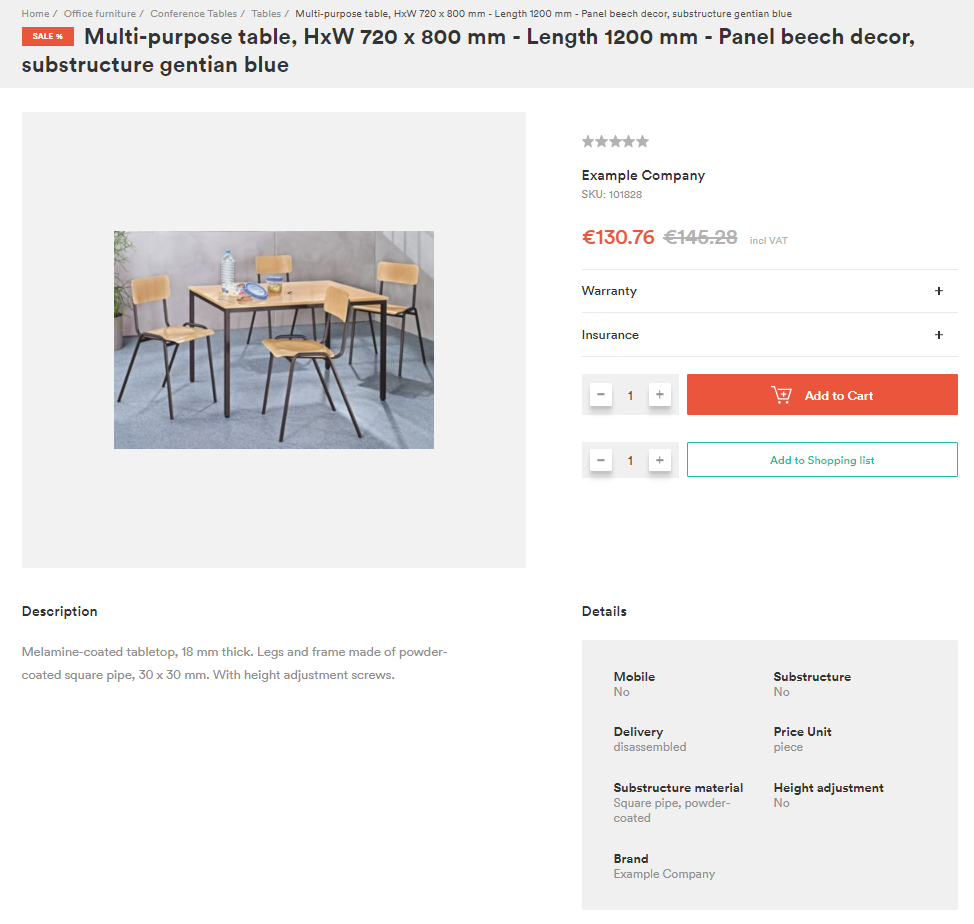 Home / Office furniture / Conference Tables / Tables / Multi-purpose table, HxW 720 x 800 mm - Length 1200 mm - Panel beech decor, substructure gentian blue
SALE % Multi-purpose table, HxW 720 x 800 mm - Length 1200 mm - Panel beech decor,
substructure gentian blue
Example Company
SKU: 101828
€130.76 €145.28 incl VAT
Warranty +
Insurance +
- 1 + Add to Cart
- 1 + Add to Shopping list
Description
Melamine-coated tabletop, 18 mm thick. Legs and frame made of powder-
coated square pipe, 30 x 30 mm. With height adjustment screws.
Details
Mobile
No
Substructure
No
Delivery
disassembled
Price Unit
piece
Substructure material
Square pipe, powder-
coated
Height adjustment
No
Brand
Example Company